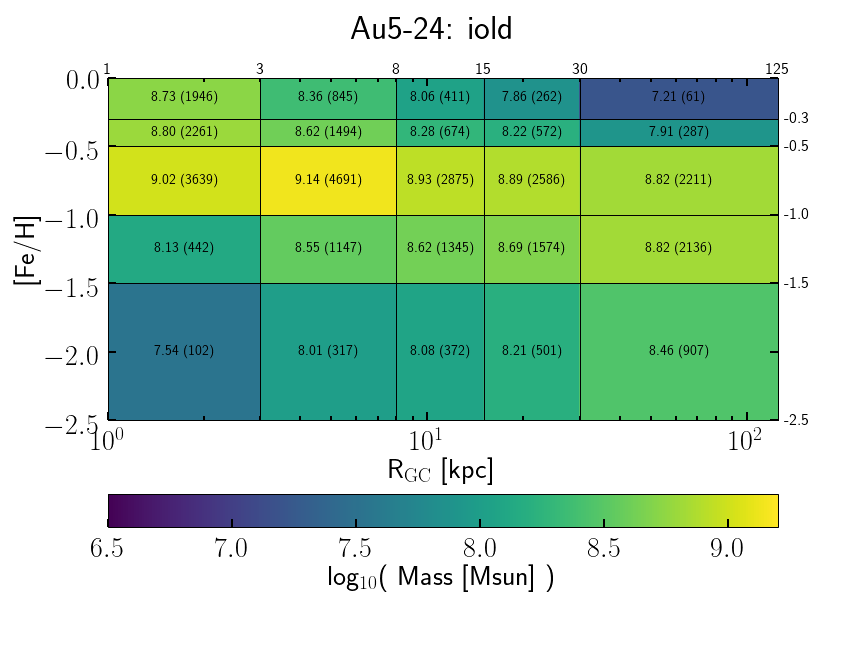 Au5-24: iold
1 3 8 15 30 125
0.0 8.73 (1946) 8.36 (845) 8.06 (411) 7.86 (262) 7.21 (61)
-0.3
8.80 (2261) 8.62 (1494) 8.28 (674) 8.22 (572) 7.91 (287)
−0.5 -0.5
9.02 (3639) 9.14 (4691) 8.93 (2875) 8.89 (2586) 8.82 (2211)
−1.0 -1.0
[Fe/H]
8.13 (442) 8.55 (1147) 8.62 (1345) 8.69 (1574) 8.82 (2136)
−1.5 -1.5
−2.0 7.54 (102) 8.01 (317) 8.08 (372) 8.21 (501) 8.46 (907)
−2.5 -2.5
10⁰ 10¹ 10²
R_GC [kpc]
6.5 7.0 7.5 8.0 8.5 9.0
log₁₀( Mass [Msun] )